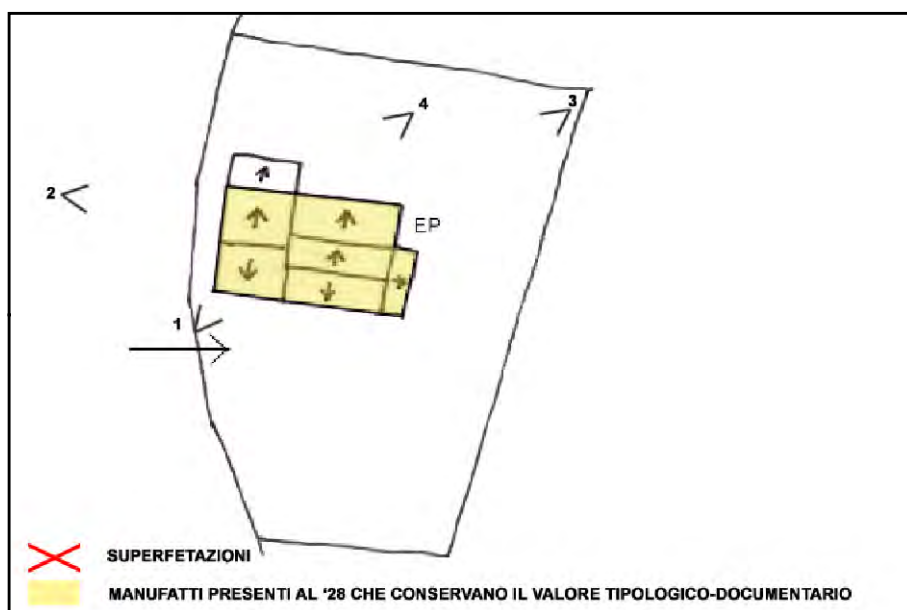 4
3
2
EP
1
SUPERFETAZIONI
MANUFATTI PRESENTI AL '28 CHE CONSERVANO IL VALORE TIPOLOGICO-DOCUMENTARIO